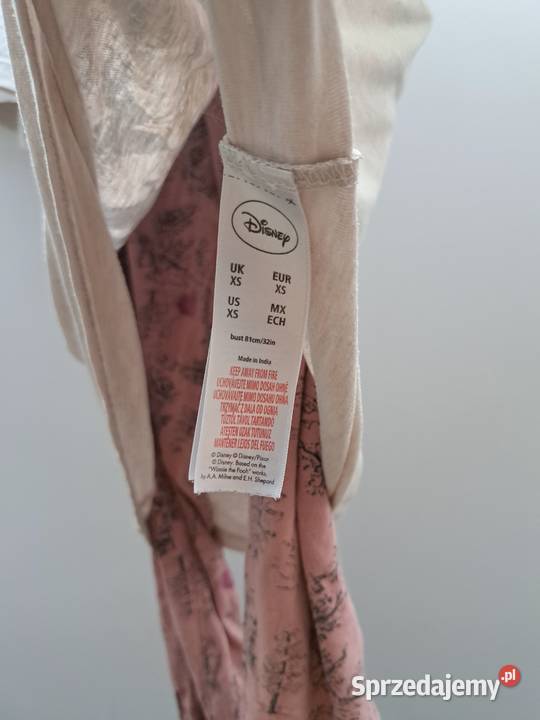 Disney
UK EUR
XS XS
US MX
XS ECH
bust 81cm/32in
Made in India
KEEP AWAY FROM FIRE
UCHOVÁVEJTE MIMO DOSAH OHNĚ
UCHOVÁVAJTE MIMO DOSAHU OHŇA
TRZYMAĆ Z DALA OD OGNIA
TŰZTŐL TÁVOL TARTANDÓ
ATEŞTEN UZAK TUTUNUZ
MANTENER LEJOS DEL FUEGO
© Disney © Disney/Pixar
© Disney. Based on the
"Winnie the Pooh" works.
by A.A. Milne and E.H. Shepard
Sprzedajemy.pl